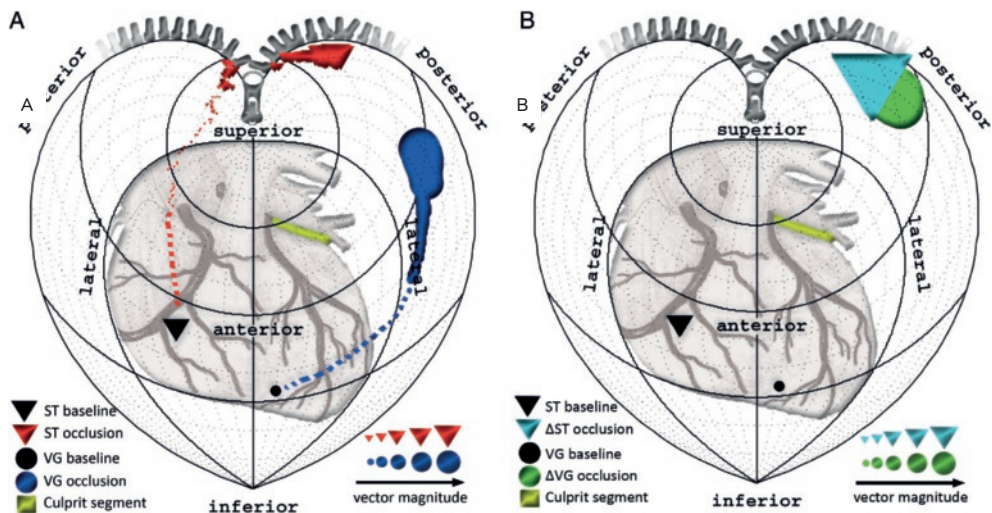 A
B
posterior
posterior
posterior
A
B
superior
superior
lateral
lateral
lateral
lateral
anterior
anterior
ST baseline
ST occlusion
VG baseline
VG occlusion
Culprit segment
vector magnitude
inferior
ST baseline
ΔST occlusion
VG baseline
ΔVG occlusion
Culprit segment
vector magnitude
inferior